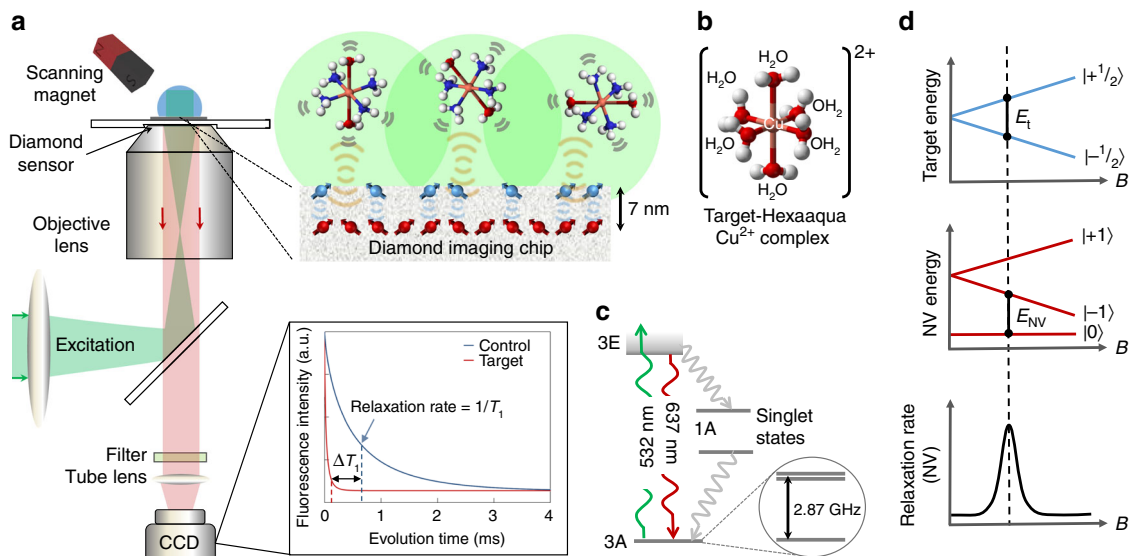 a
Scanning
magnet
S
Diamond
sensor
Objective
lens
Excitation
Filter
Tube lens
CCD
7 nm
Diamond imaging chip
Fluorescence intensity (a.u.)
Control
Target
Relaxation rate = 1/T1
ΔT1
0 1 2 3 4
Evolution time (ms)
b
2+
H2O
H2O
OH2
Cu
H2O
OH2
H2O
Target-Hexaaqua
Cu2+ complex
c
3E
532 nm
637 nm
1A
Singlet
states
2.87 GHz
3A
d
Target energy
|+1/2⟩
Et
|−1/2⟩
B
NV energy
|+1⟩
|−1⟩
ENV
|0⟩
B
Relaxation rate
(NV)
B